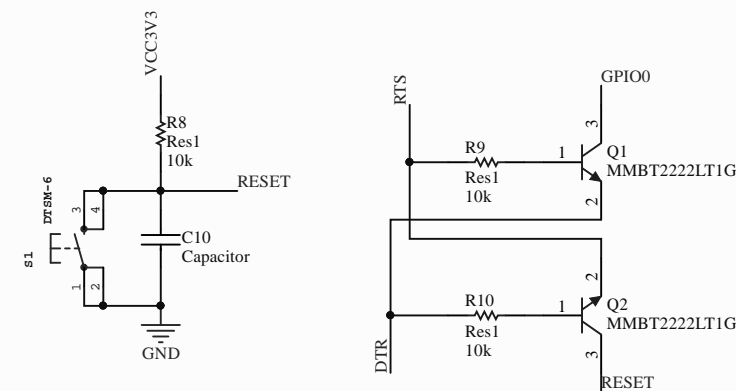 VCC3V3
R8
Res1
10k
RESET
DTSM-6
3
4
S1
1
2
C10
Capacitor
GND
RTS
GPIO0
R9
Res1
10k
1
3
Q1
MMBT2222LT1G
2
2
R10
Res1
10k
1
Q2
MMBT2222LT1G
3
DTR
RESET